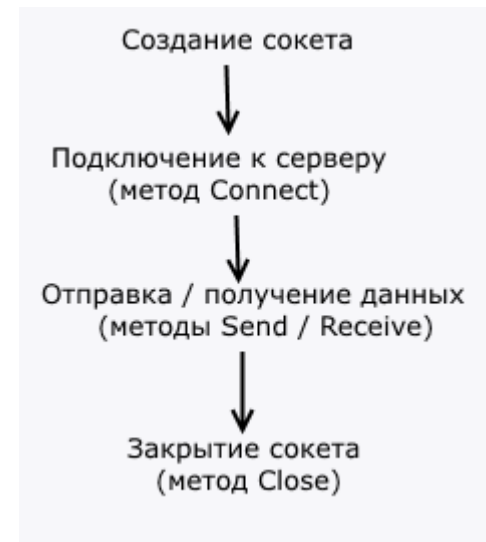 Создание сокета
Подключение к серверу
(метод Connect)
Отправка / получение данных
(методы Send / Receive)
Закрытие сокета
(метод Close)